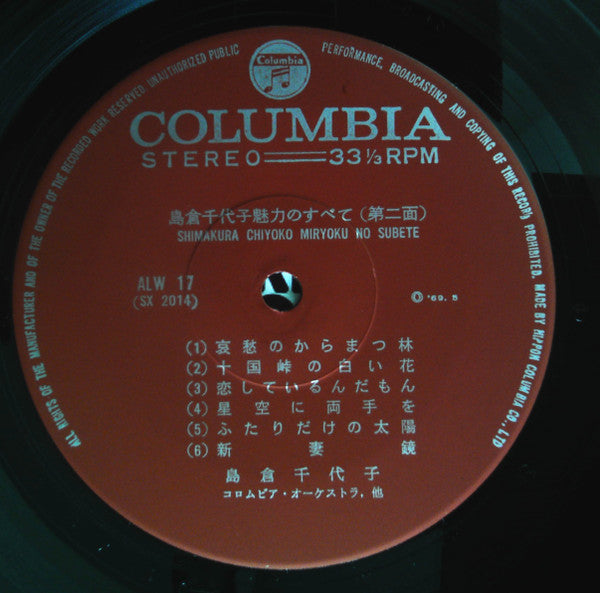 Columbia
ALL RIGHTS OF THE MANUFACTURER AND OF THE OWNER OF THE RECORDED WORK RESERVED. UNAUTHORIZED PUBLIC PERFORMANCE, BROADCASTING AND COPYING OF THIS RECORD PROHIBITED. MADE BY NIPPON COLUMBIA CO., LTD
COLUMBIA
STEREO 33 1/3 RPM
島倉千代子魅力のすべて(第二面)
SHIMAKURA CHIYOKO MIRYOKU NO SUBETE
ALW 17
(SX 2014)
Ⓟ '69. 5
(1) 哀愁のからまつ林
(2) 十国峠の白い花
(3) 恋しているんだもん
(4) 星空に両手を
(5) ふたりだけの太陽
(6) 新妻鏡
島倉千代子
コロムビア・オーケストラ, 他